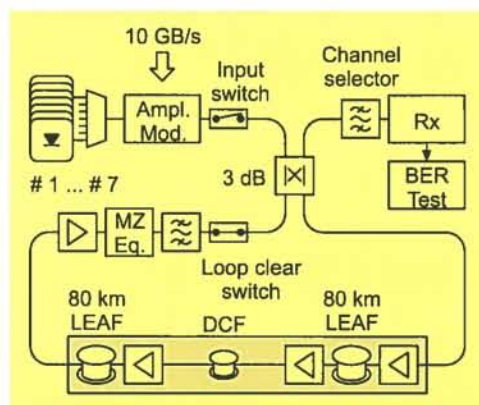 10 GB/s
Ampl.
Mod.
Input
switch
Channel
selector
Rx
BER
Test
# 1 ... # 7
3 dB
MZ
Eq.
Loop clear
switch
80 km
LEAF
DCF
80 km
LEAF